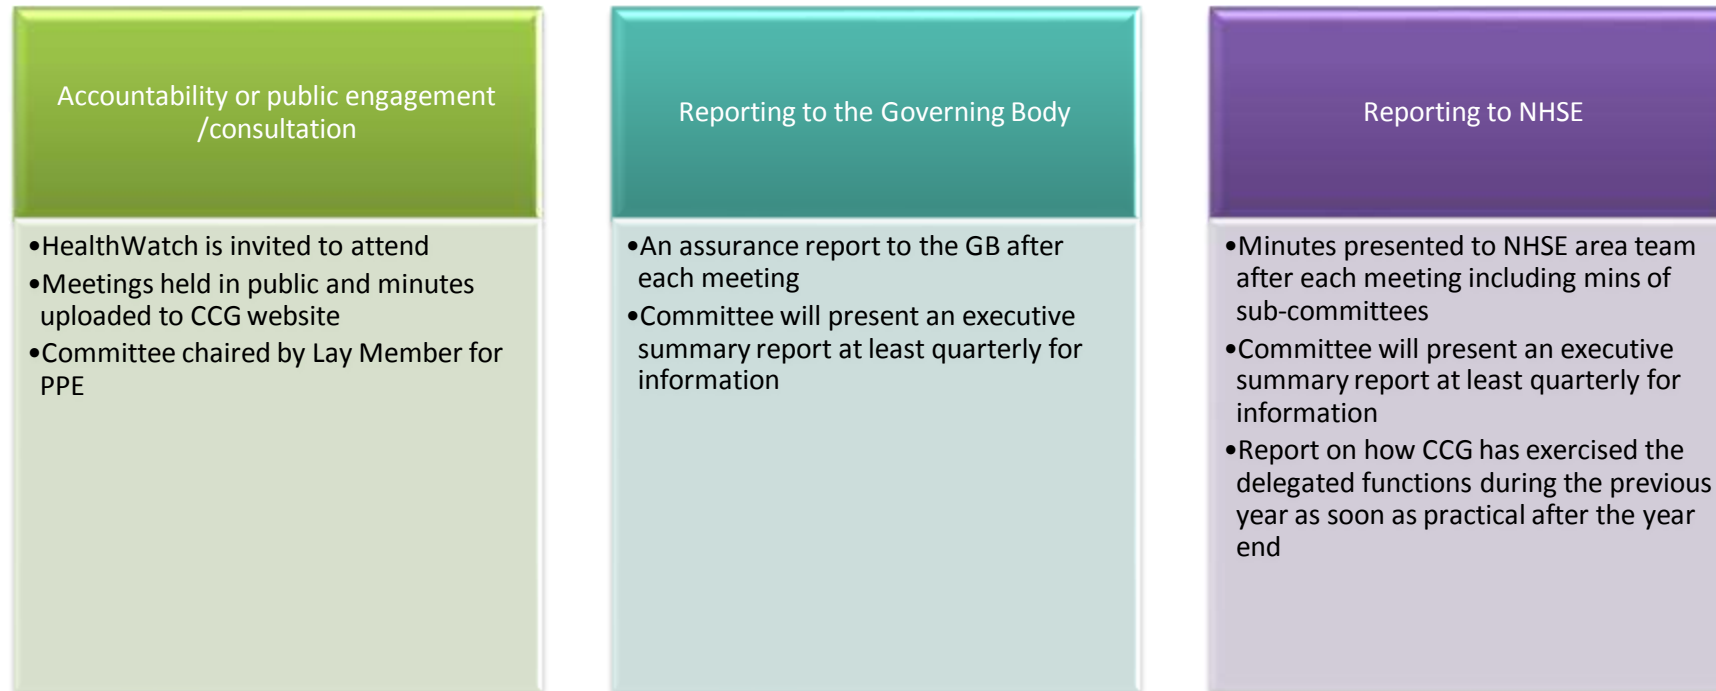 Accountability or public engagement
/consultation
•HealthWatch is invited to attend
•Meetings held in public and minutes
uploaded to CCG website
•Committee chaired by Lay Member for
PPE
Reporting to the Governing Body
•An assurance report to the GB after
each meeting
•Committee will present an executive
summary report at least quarterly for
information
Reporting to NHSE
•Minutes presented to NHSE area team
after each meeting including mins of
sub-committees
•Committee will present an executive
summary report at least quarterly for
information
•Report on how CCG has exercised the
delegated functions during the previous
year as soon as practical after the year
end